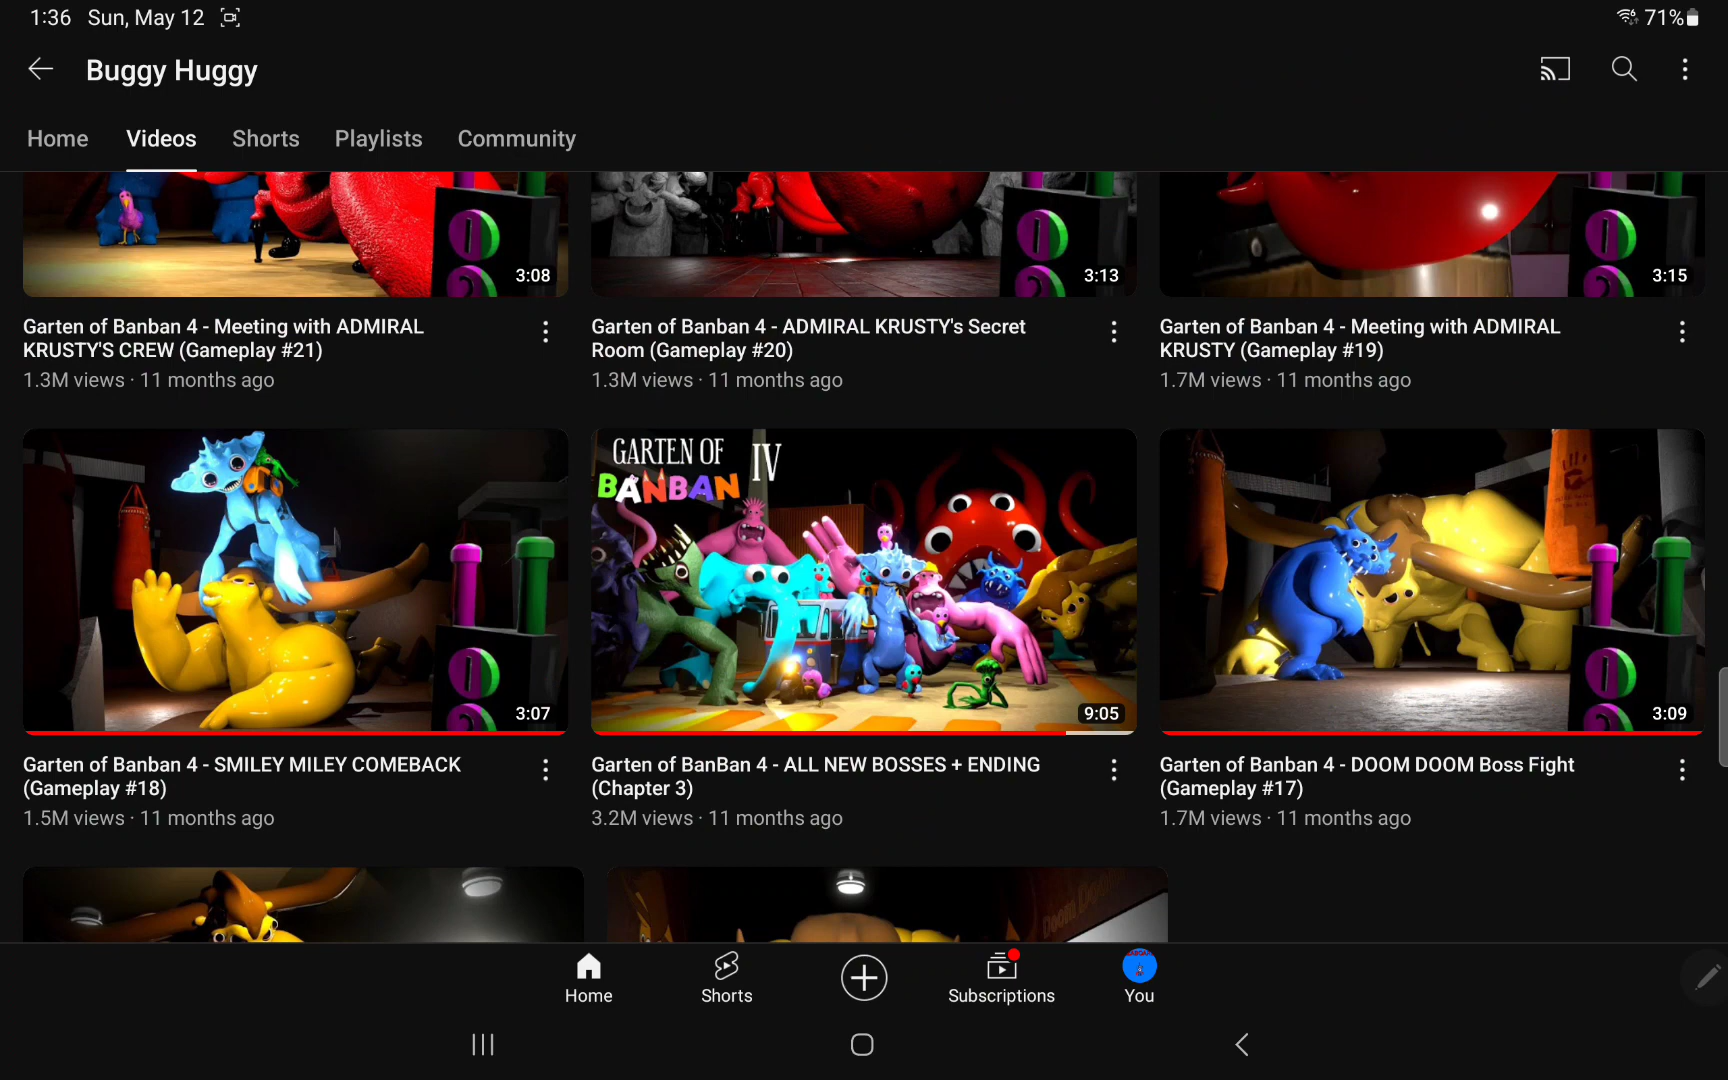 1:36 Sun, May 12 71%
Buggy Huggy
Home Videos Shorts Playlists Community
3:08 3:13 3:15
Garten of Banban 4 - Meeting with ADMIRAL
KRUSTY'S CREW (Gameplay #21)
1.3M views · 11 months ago
Garten of Banban 4 - ADMIRAL KRUSTY's Secret
Room (Gameplay #20)
1.3M views · 11 months ago
Garten of Banban 4 - Meeting with ADMIRAL
KRUSTY (Gameplay #19)
1.7M views · 11 months ago
GARTEN OF IV
BANBAN
3:07 9:05 3:09
Garten of Banban 4 - SMILEY MILEY COMEBACK
(Gameplay #18)
1.5M views · 11 months ago
Garten of BanBan 4 - ALL NEW BOSSES + ENDING
(Chapter 3)
3.2M views · 11 months ago
Garten of Banban 4 - DOOM DOOM Boss Fight
(Gameplay #17)
1.7M views · 11 months ago
Home Shorts Subscriptions You